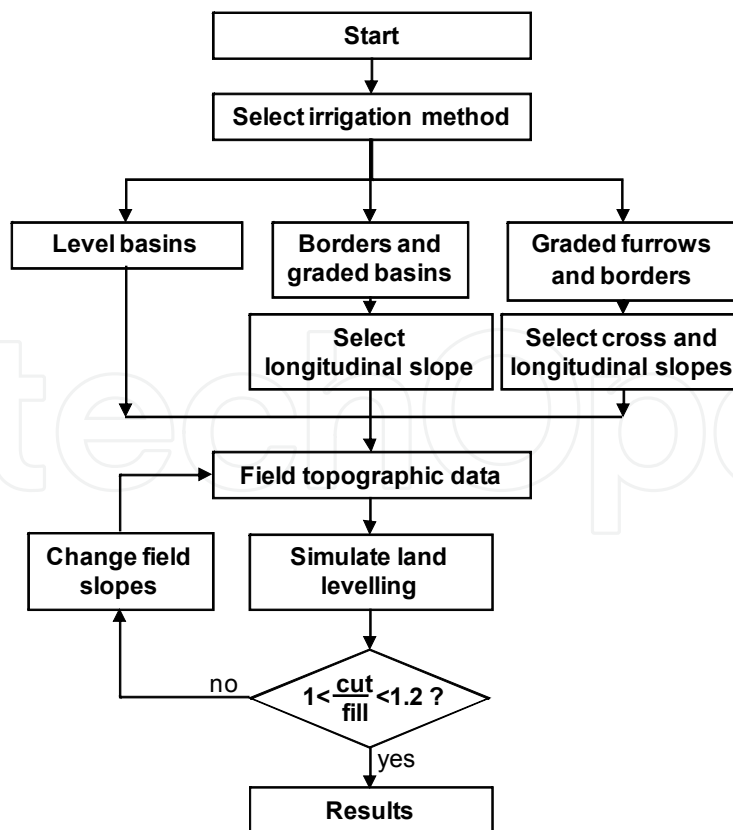 Start
Select irrigation method
Level basins
Borders and
graded basins
Graded furrows
and borders
Select
longitudinal slope
Select cross and
longitudinal slopes
Field topographic data
Change field
slopes
Simulate land
levelling
no
1<cut/fill<1.2 ?
yes
Results